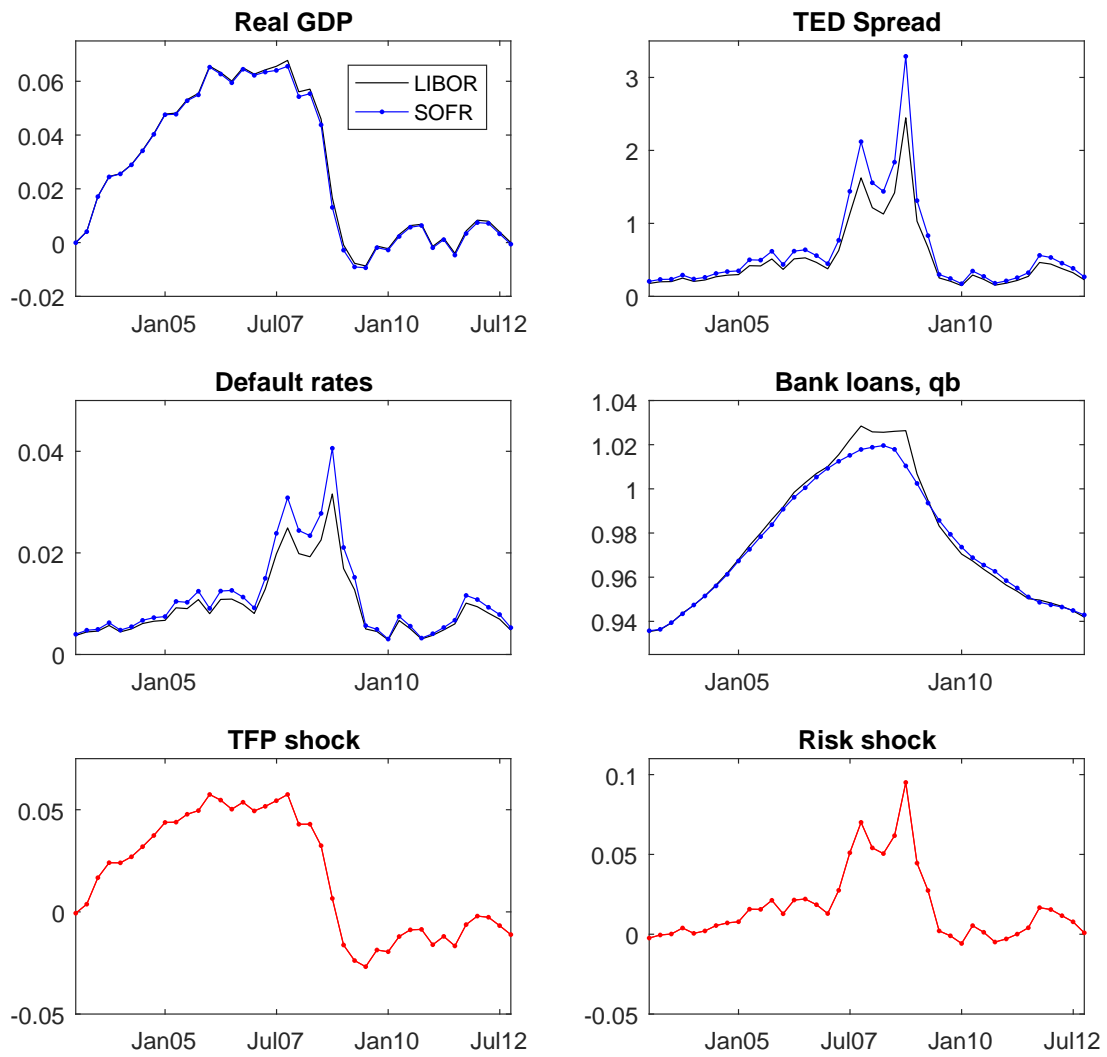 Real GDP
0.06
0.04
0.02
0
-0.02
Jan05 Jul07 Jan10 Jul12
LIBOR
SOFR
TED Spread
3
2
1
0
Jan05 Jan10
Default rates
0.04
0.02
0
Jan05 Jan10
Bank loans, qb
1.04
1.02
1
0.98
0.96
0.94
Jan05 Jan10
TFP shock
0.05
0
-0.05
Jan05 Jul07 Jan10 Jul12
Risk shock
0.1
0.05
0
-0.05
Jan05 Jul07 Jan10 Jul12